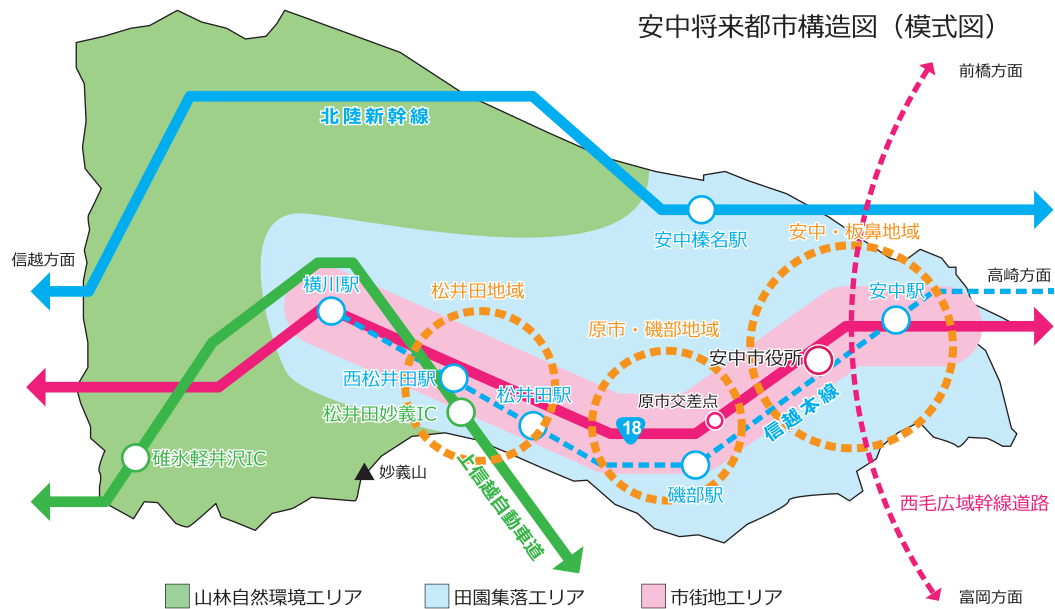 安中将来都市構造図（模式図）
前橋方面
北陸新幹線
安中榛名駅
安中・板鼻地域
信越方面
高崎方面
横川駅
松井田地域
安中駅
原市・磯部地域
安中市役所
西松井田駅
松井田駅
原市交差点
松井田妙義IC
18
信越本線
碓氷軽井沢IC
妙義山
上信越自動車道
磯部駅
西毛広域幹線道路
富岡方面
山林自然環境エリア
田園集落エリア
市街地エリア